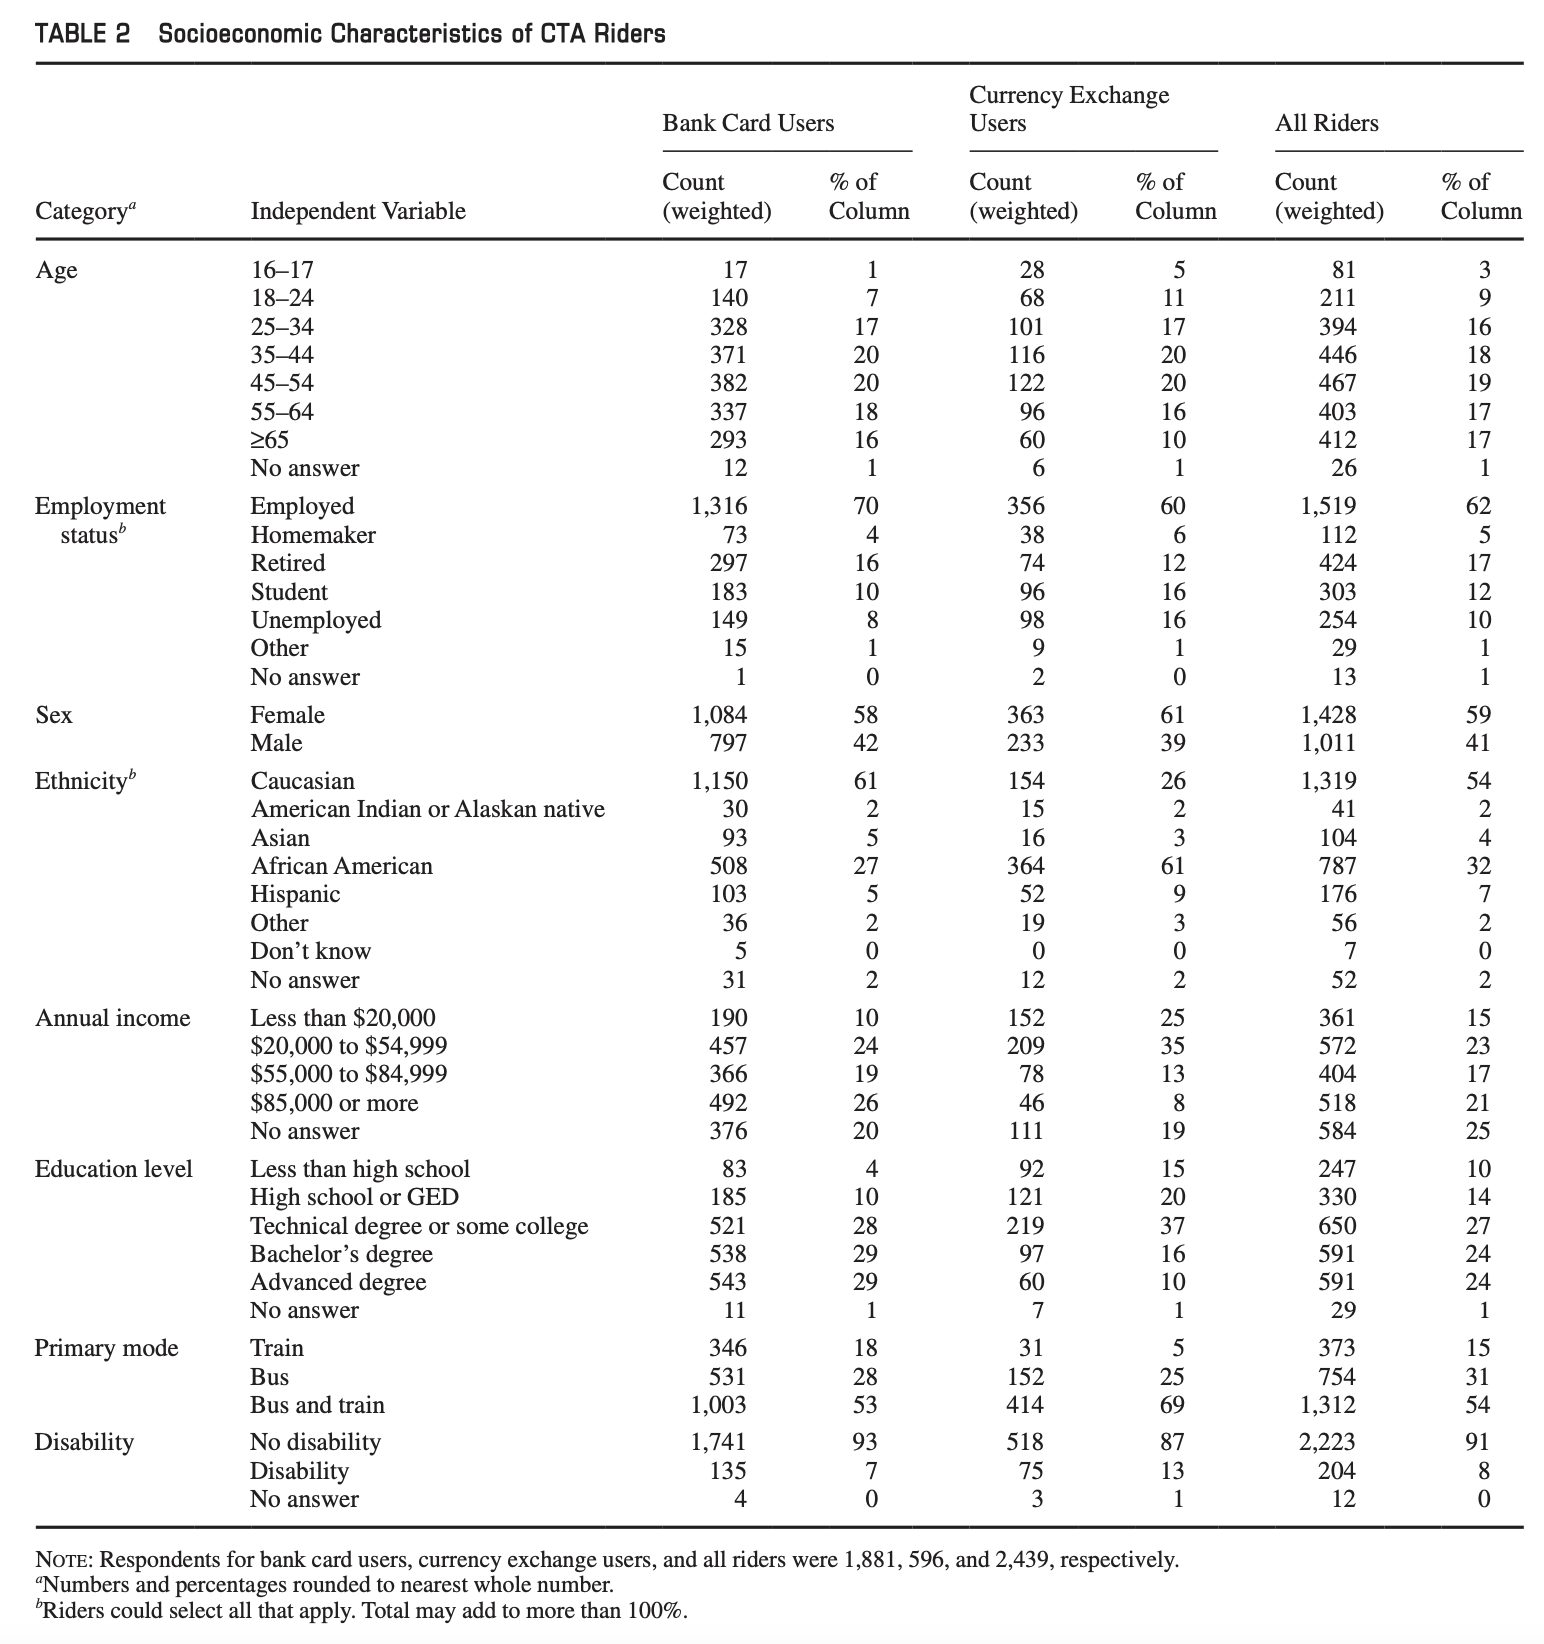 TABLE 2 Socioeconomic Characteristics of CTA Riders
Bank Card Users Currency Exchange Users All Riders
Categoryᵃ Independent Variable Count (weighted) % of Column Count (weighted) % of Column Count (weighted) % of Column
Age 16–17 17 1 28 5 81 3
18–24 140 7 68 11 211 9
25–34 328 17 101 17 394 16
35–44 371 20 116 20 446 18
45–54 382 20 122 20 467 19
55–64 337 18 96 16 403 17
≥65 293 16 60 10 412 17
No answer 12 1 6 1 26 1
Employment Employed 1,316 70 356 60 1,519 62
statusᵇ Homemaker 73 4 38 6 112 5
Retired 297 16 74 12 424 17
Student 183 10 96 16 303 12
Unemployed 149 8 98 16 254 10
Other 15 1 9 1 29 1
No answer 1 0 2 0 13 1
Sex Female 1,084 58 363 61 1,428 59
Male 797 42 233 39 1,011 41
Ethnicityᵇ Caucasian 1,150 61 154 26 1,319 54
American Indian or Alaskan native 30 2 15 2 41 2
Asian 93 5 16 3 104 4
African American 508 27 364 61 787 32
Hispanic 103 5 52 9 176 7
Other 36 2 19 3 56 2
Don’t know 5 0 0 0 7 0
No answer 31 2 12 2 52 2
Annual income Less than $20,000 190 10 152 25 361 15
$20,000 to $54,999 457 24 209 35 572 23
$55,000 to $84,999 366 19 78 13 404 17
$85,000 or more 492 26 46 8 518 21
No answer 376 20 111 19 584 25
Education level Less than high school 83 4 92 15 247 10
High school or GED 185 10 121 20 330 14
Technical degree or some college 521 28 219 37 650 27
Bachelor’s degree 538 29 97 16 591 24
Advanced degree 543 29 60 10 591 24
No answer 11 1 7 1 29 1
Primary mode Train 346 18 31 5 373 15
Bus 531 28 152 25 754 31
Bus and train 1,003 53 414 69 1,312 54
Disability No disability 1,741 93 518 87 2,223 91
Disability 135 7 75 13 204 8
No answer 4 0 3 1 12 0
NOTE: Respondents for bank card users, currency exchange users, and all riders were 1,881, 596, and 2,439, respectively.
ᵃNumbers and percentages rounded to nearest whole number.
ᵇRiders could select all that apply. Total may add to more than 100%.